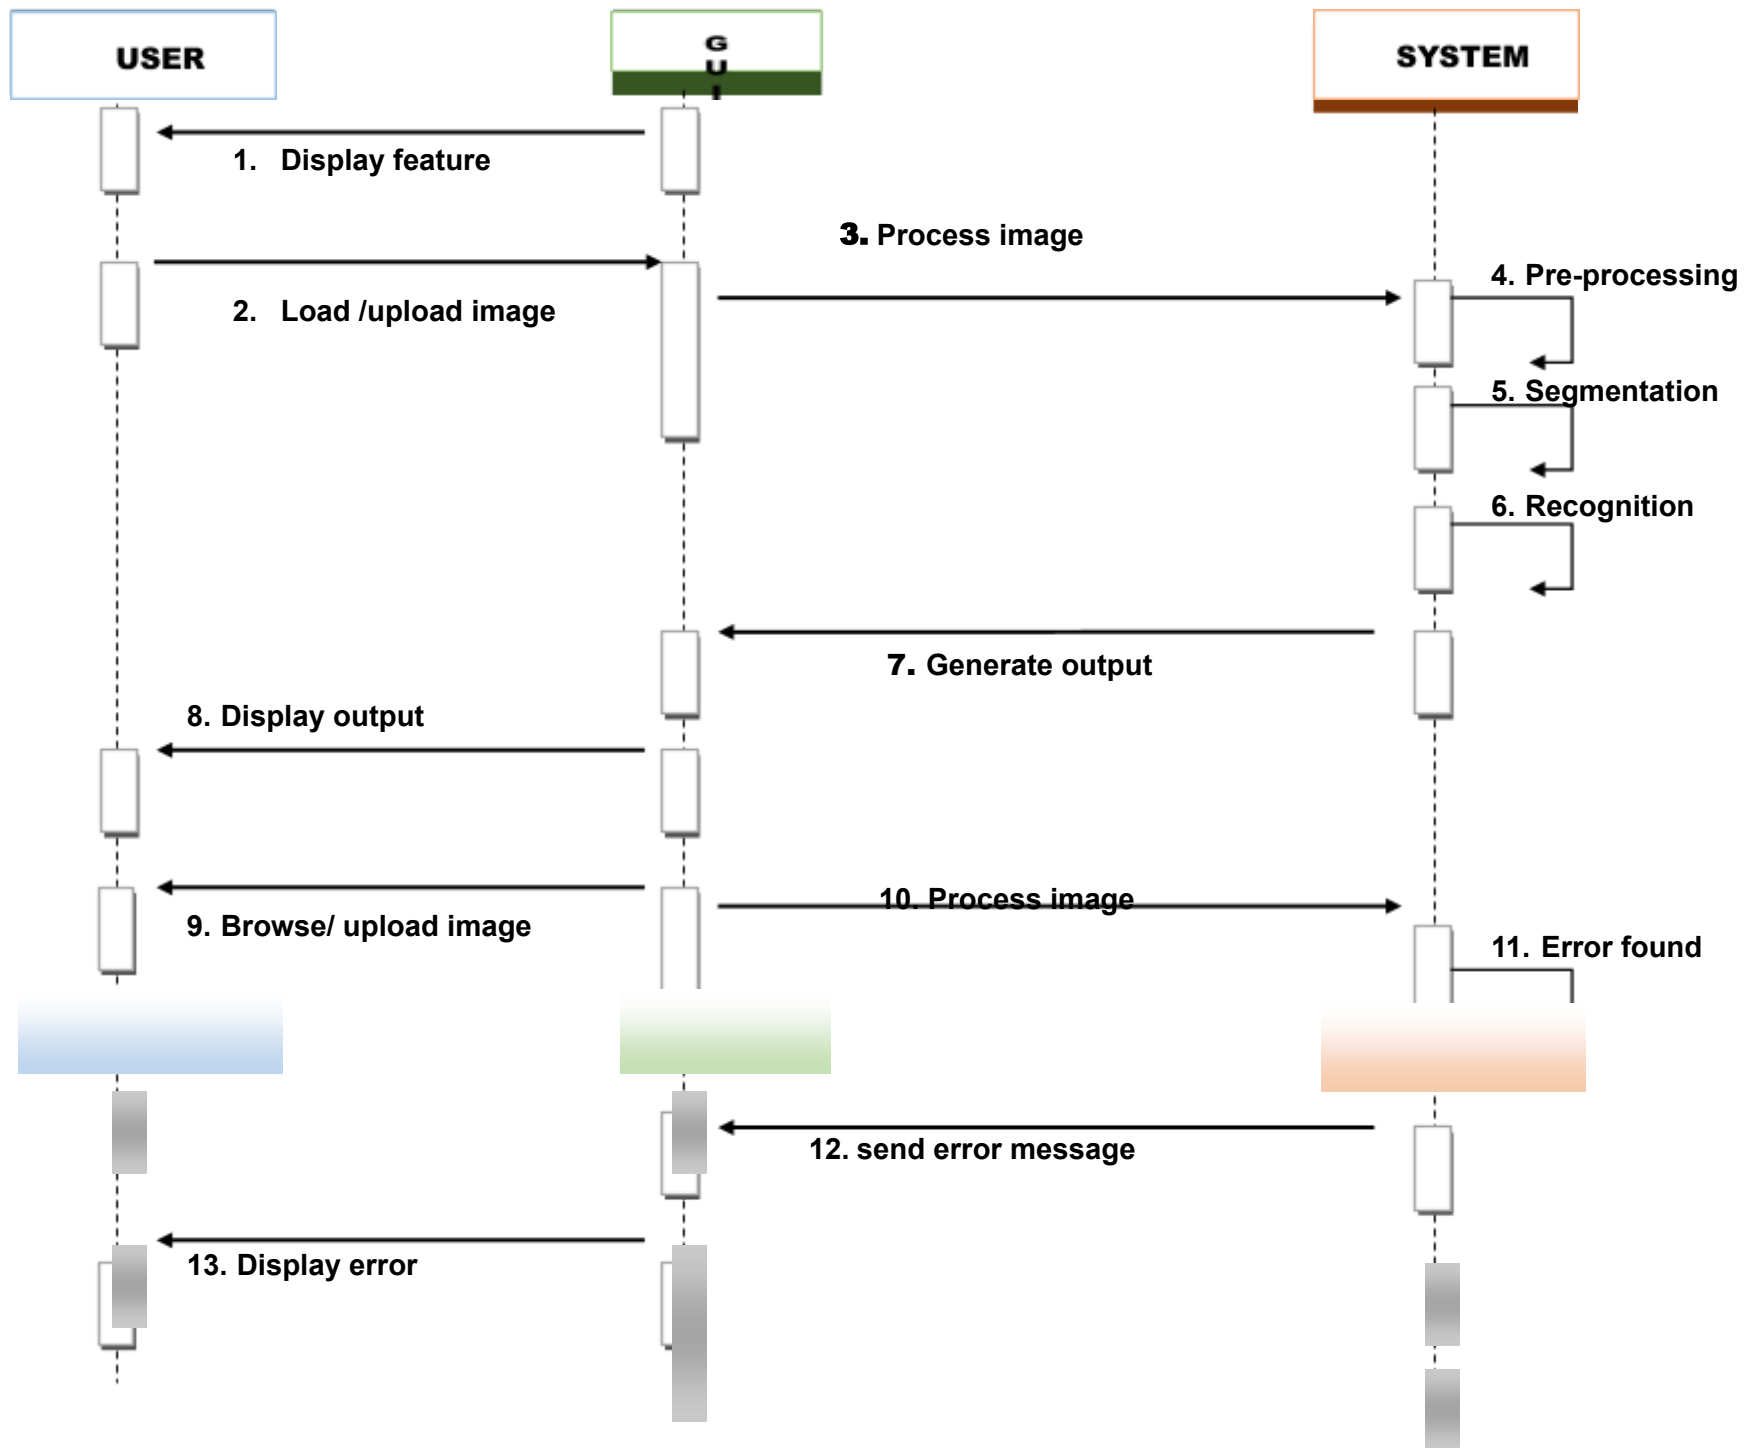 USER
G
U
I
SYSTEM
1. Display feature
3. Process image
4. Pre-processing
2. Load /upload image
5. Segmentation
6. Recognition
7. Generate output
8. Display output
10. Process image
9. Browse/ upload image
11. Error found
12. send error message
13. Display error